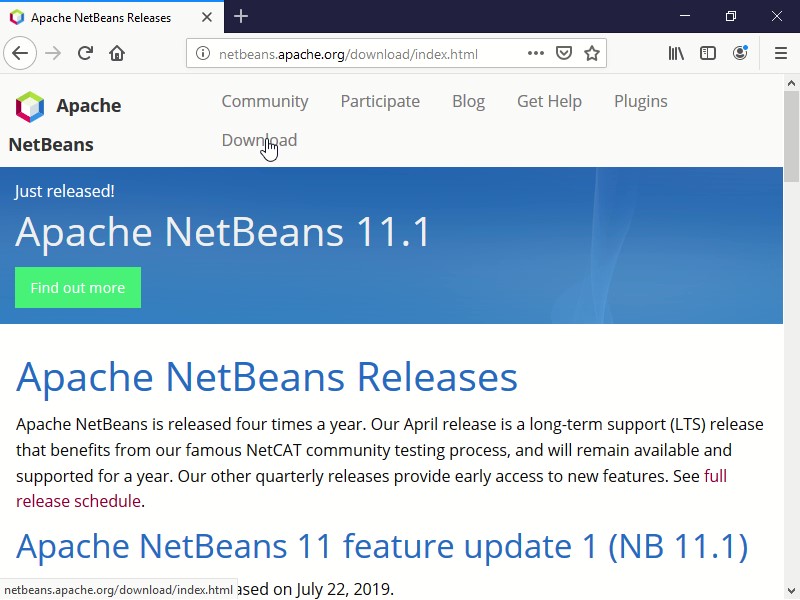 Apache NetBeans Releases
netbeans.apache.org/download/index.html
Apache NetBeans
Community Participate Blog Get Help Plugins
Download
Just released!
Apache NetBeans 11.1
Find out more
Apache NetBeans Releases
Apache NetBeans is released four times a year. Our April release is a long-term support (LTS) release
that benefits from our famous NetCAT community testing process, and will remain available and
supported for a year. Our other quarterly releases provide early access to new features. See full
release schedule.
Apache NetBeans 11 feature update 1 (NB 11.1)
on July 22, 2019.
netbeans.apache.org/download/index.html